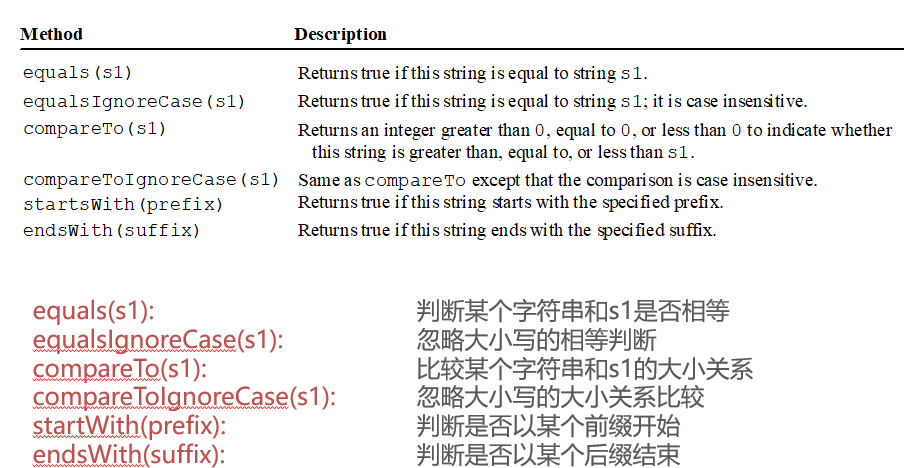 Method Description
equals(s1) Returns true if this string is equal to string s1.
equalsIgnoreCase(s1) Returns true if this string is equal to string s1; it is case insensitive.
compareTo(s1) Returns an integer greater than 0, equal to 0, or less than 0 to indicate whether
this string is greater than, equal to, or less than s1.
compareToIgnoreCase(s1) Same as compareTo except that the comparison is case insensitive.
startsWith(prefix) Returns true if this string starts with the specified prefix.
endsWith(suffix) Returns true if this string ends with the specified suffix.
equals(s1): 判断某个字符串和s1是否相等
equalsIgnoreCase(s1): 忽略大小写的相等判断
compareTo(s1): 比较某个字符串和s1的大小关系
compareToIgnoreCase(s1): 忽略大小写的大小关系比较
startWith(prefix): 判断是否以某个前缀开始
endsWith(suffix): 判断是否以某个后缀结束